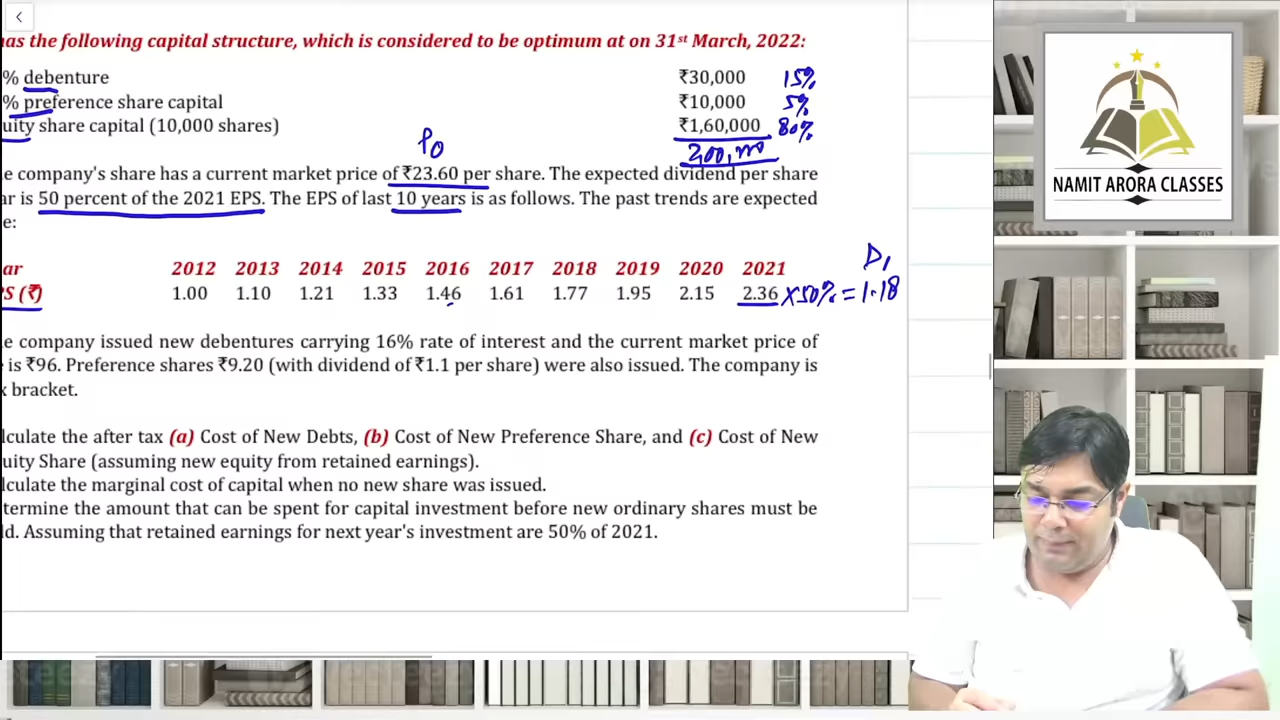 as the following capital structure, which is considered to be optimum at on 31st March, 2022:
% debenture ₹30,000 15%
% preference share capital ₹10,000 5%
uity share capital (10,000 shares) ₹1,60,000 80%
P0
200,000
e company's share has a current market price of ₹23.60 per share. The expected dividend per share
ar is 50 percent of the 2021 EPS. The EPS of last 10 years is as follows. The past trends are expected
e:
D1
ar 2012 2013 2014 2015 2016 2017 2018 2019 2020 2021
PS (₹) 1.00 1.10 1.21 1.33 1.46 1.61 1.77 1.95 2.15 2.36 x50% = 1.18
e company issued new debentures carrying 16% rate of interest and the current market price of
is ₹96. Preference shares ₹9.20 (with dividend of ₹1.1 per share) were also issued. The company is
x bracket.
lculate the after tax (a) Cost of New Debts, (b) Cost of New Preference Share, and (c) Cost of New
uity Share (assuming new equity from retained earnings).
lculate the marginal cost of capital when no new share was issued.
termine the amount that can be spent for capital investment before new ordinary shares must be
ld. Assuming that retained earnings for next year's investment are 50% of 2021.
NAMIT ARORA CLASSES